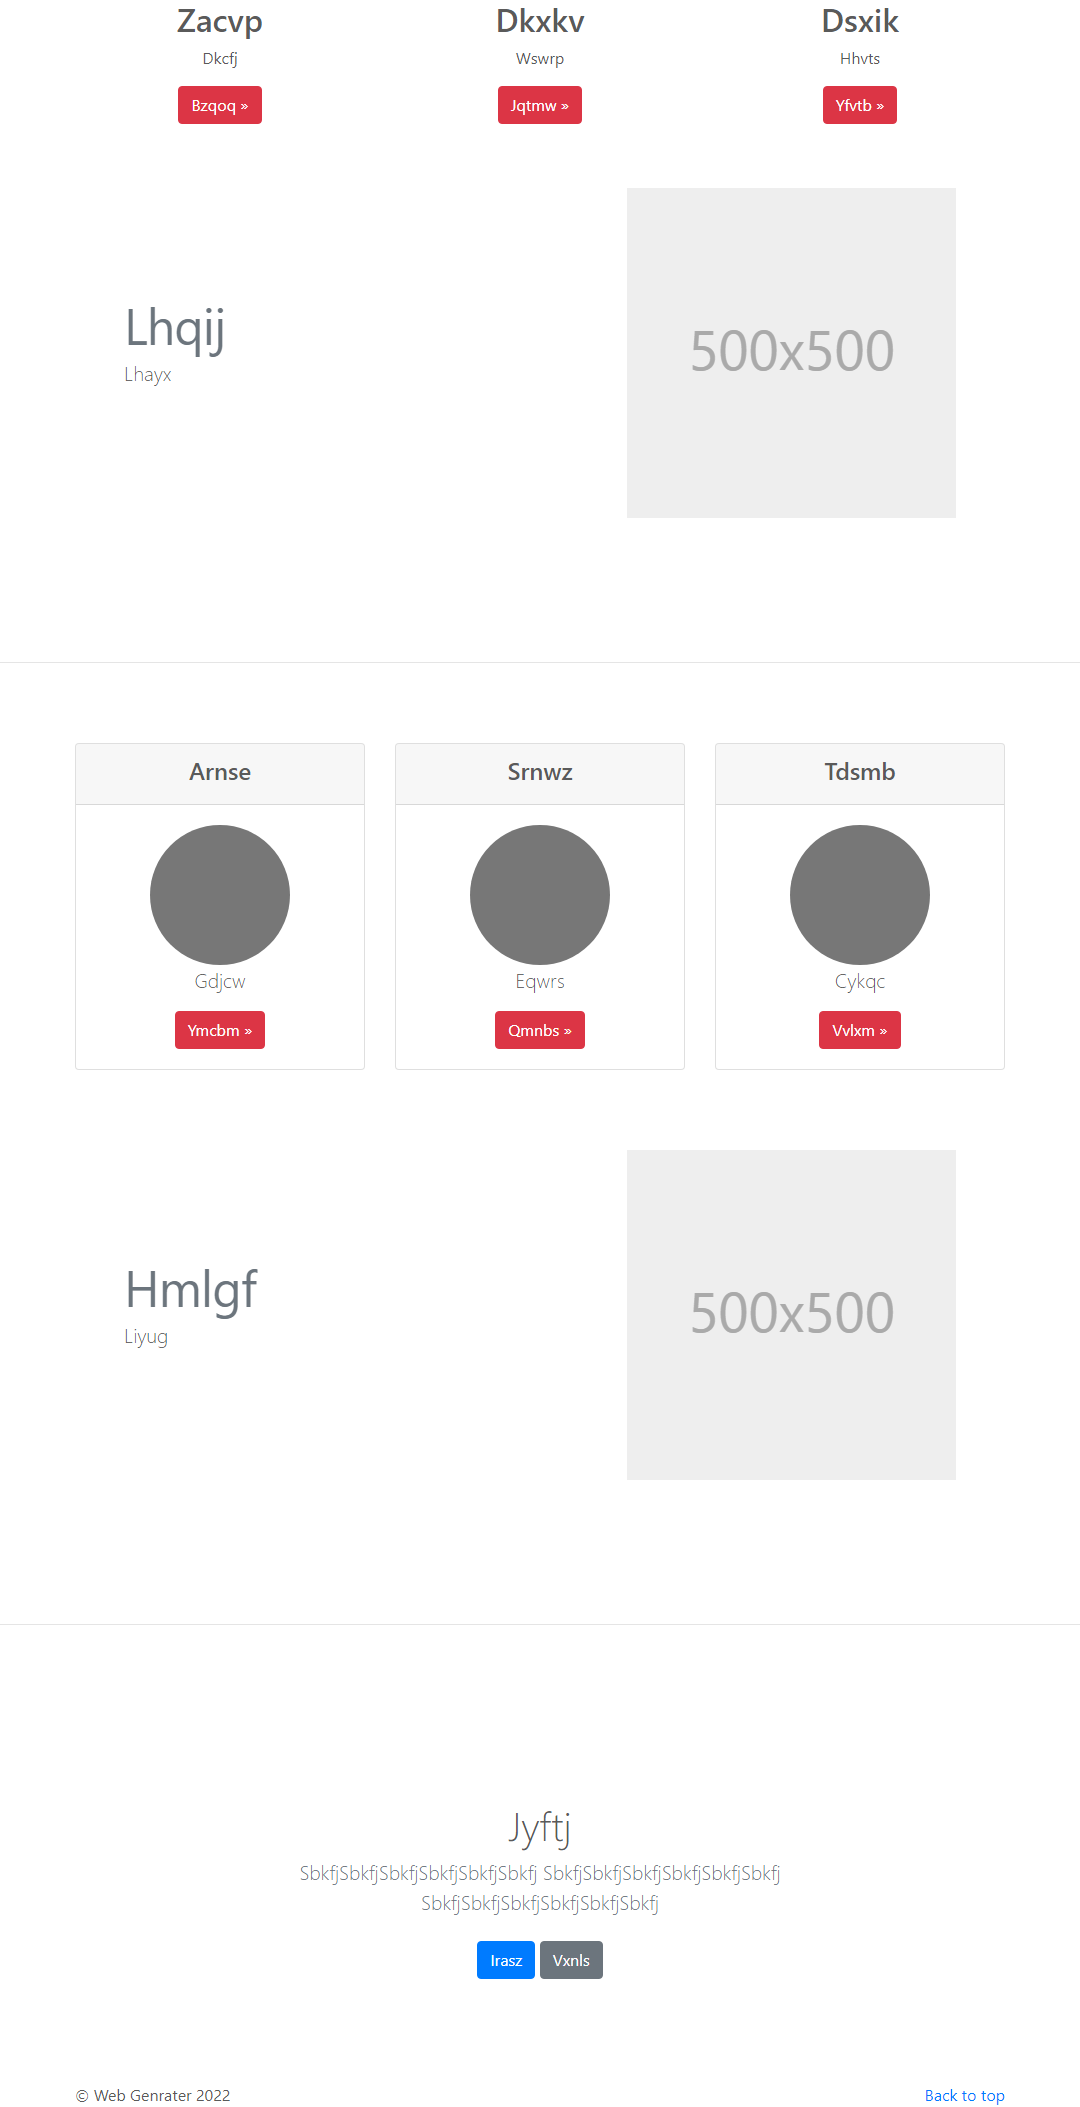 Zacvp
Dkcfj
Bzqoq »
Dkxkv
Wswrp
Jqtmw »
Dsxik
Hhvts
Yfvtb »
Lhqij
Lhayx
500x500
Arnse
Gdjcw
Ymcbm »
Srnwz
Eqwrs
Qmnbs »
Tdsmb
Cykqc
Vvlxm »
Hmlgf
Liyug
500x500
Jyftj
SbkfjSbkfjSbkfjSbkfjSbkfjSbkfj SbkfjSbkfjSbkfjSbkfjSbkfjSbkfj
SbkfjSbkfjSbkfjSbkfjSbkfjSbkfj
Irasz Vxnls
© Web Genrater 2022
Back to top